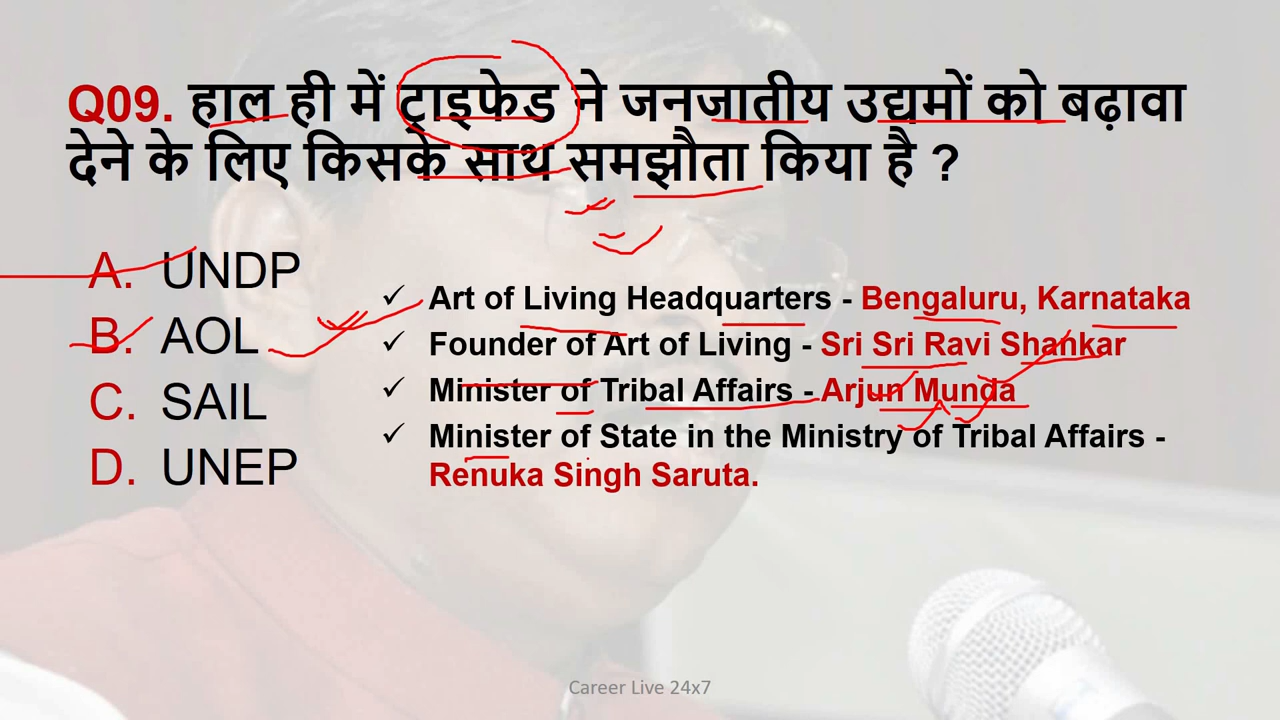 Q09. हाल ही में ट्राइफेड ने जनजातीय उद्यमों को बढ़ावा
देने के लिए किसके साथ समझौता किया है ?
A. UNDP
B. AOL
C. SAIL
D. UNEP
✓ Art of Living Headquarters - Bengaluru, Karnataka
✓ Founder of Art of Living - Sri Sri Ravi Shankar
✓ Minister of Tribal Affairs - Arjun Munda
✓ Minister of State in the Ministry of Tribal Affairs -
Renuka Singh Saruta.
Career Live 24x7